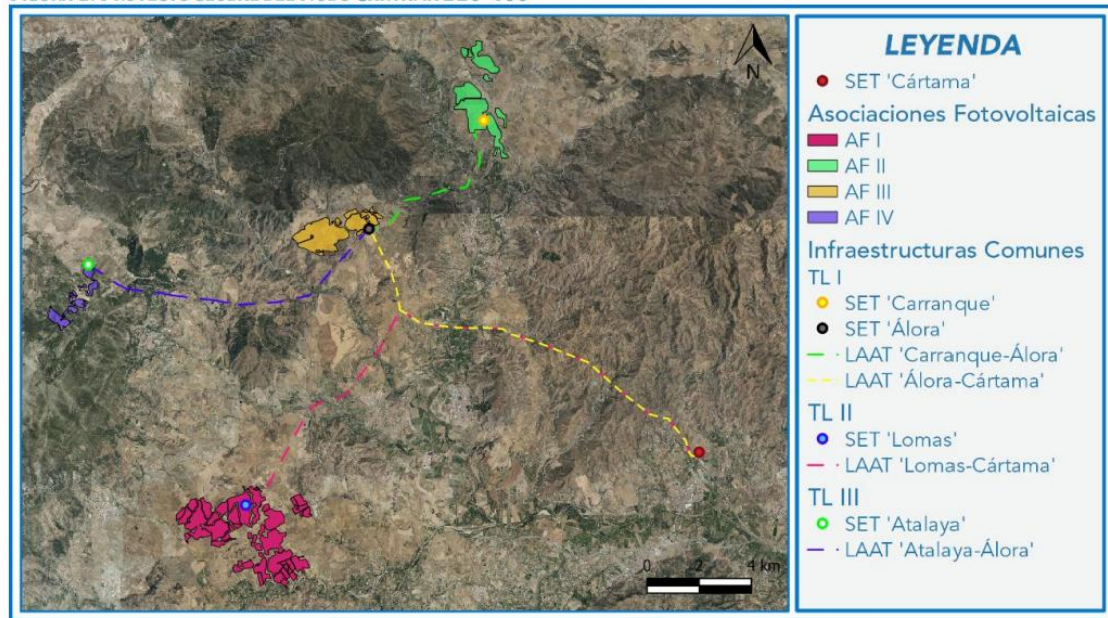 N
0 2 4 km
LEYENDA
SET 'Cártama'
Asociaciones Fotovoltaicas
AF I
AF II
AF III
AF IV
Infraestructuras Comunes
TL I
SET 'Carranque'
SET 'Álora'
LAAT 'Carranque-Álora'
LAAT 'Álora-Cártama'
TL II
SET 'Lomas'
LAAT 'Lomas-Cártama'
TL III
SET 'Atalaya'
LAAT 'Atalaya-Álora'